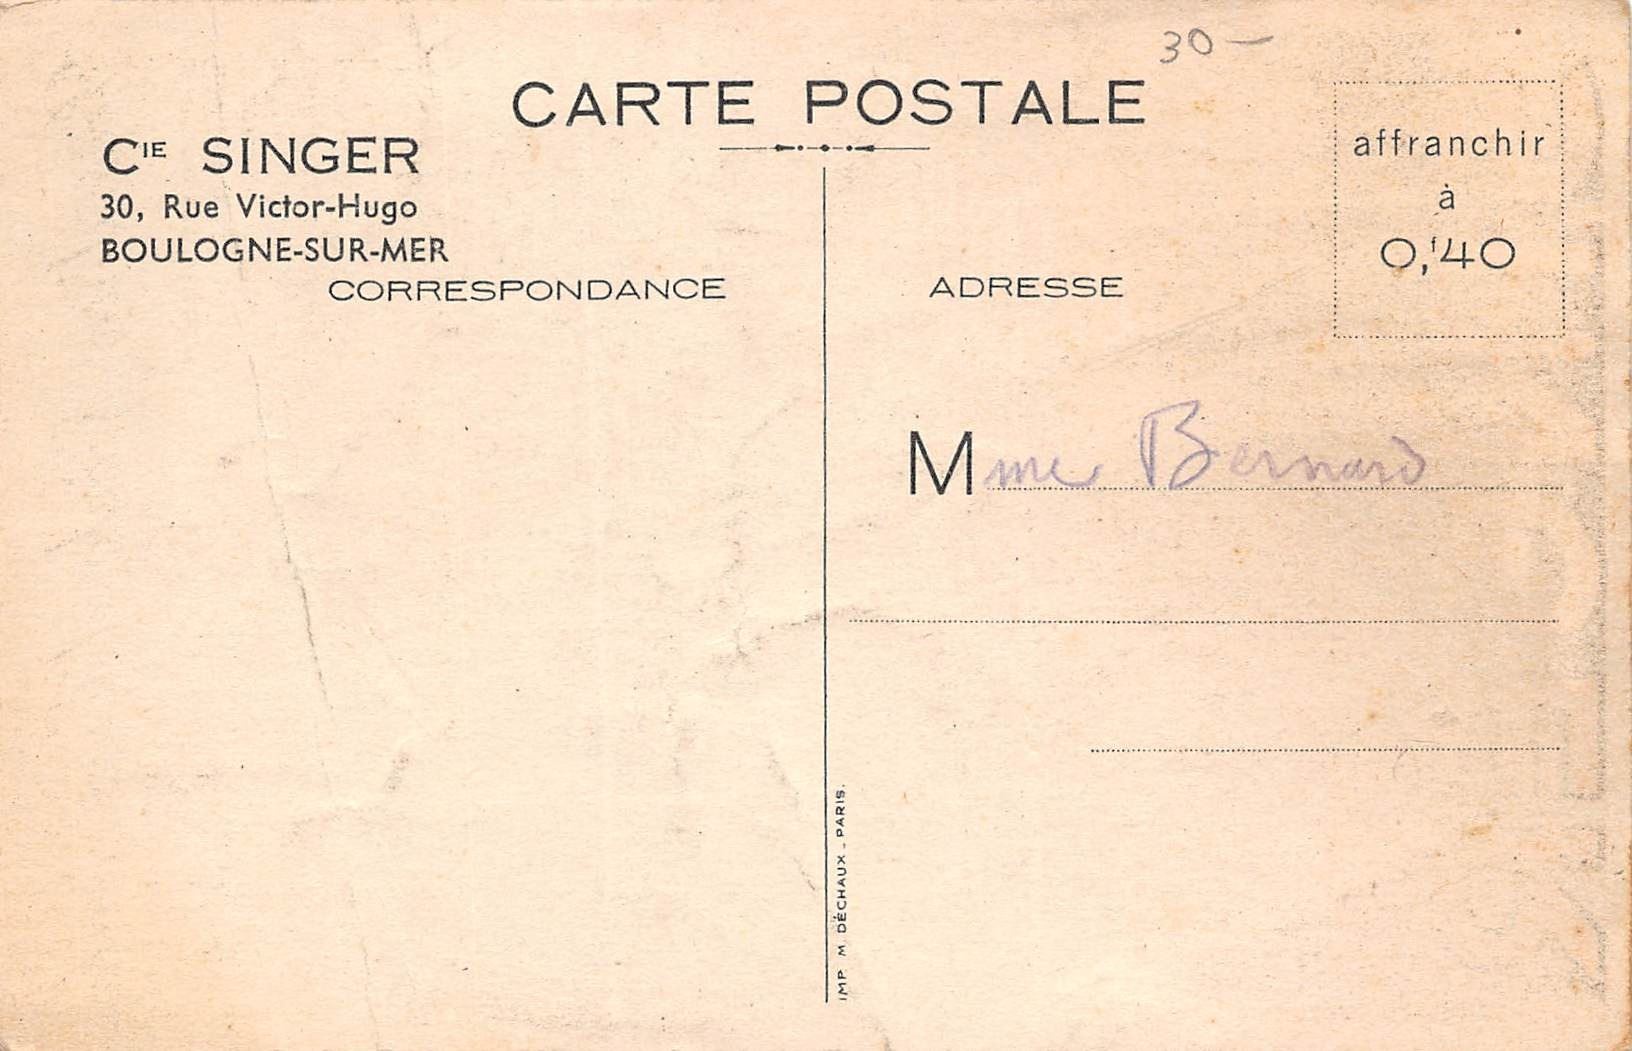 30 –
CARTE POSTALE
Cie SINGER
30, Rue Victor-Hugo
BOULOGNE-SUR-MER
CORRESPONDANCE
affranchir
à
0,f40
ADRESSE
Mme Bernard
IMP. M. DÉCHAUX _ PARIS.